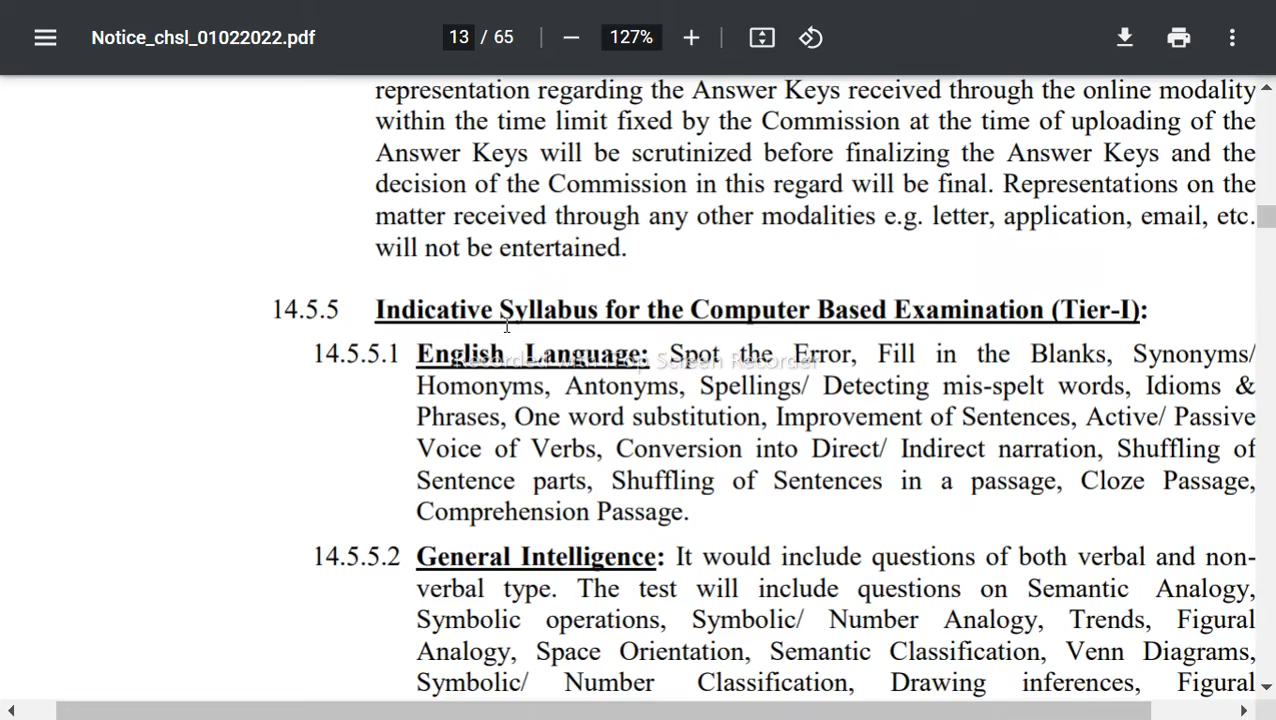 Notice_chsl_01022022.pdf 13 / 65 127%
representation regarding the Answer Keys received through the online modality
within the time limit fixed by the Commission at the time of uploading of the
Answer Keys will be scrutinized before finalizing the Answer Keys and the
decision of the Commission in this regard will be final. Representations on the
matter received through any other modalities e.g. letter, application, email, etc.
will not be entertained.
14.5.5 Indicative Syllabus for the Computer Based Examination (Tier-I):
14.5.5.1 English Language: Spot the Error, Fill in the Blanks, Synonyms/
Recorded with iTop Screen Recorder
Homonyms, Antonyms, Spellings/ Detecting mis-spelt words, Idioms &
Phrases, One word substitution, Improvement of Sentences, Active/ Passive
Voice of Verbs, Conversion into Direct/ Indirect narration, Shuffling of
Sentence parts, Shuffling of Sentences in a passage, Cloze Passage,
Comprehension Passage.
14.5.5.2 General Intelligence: It would include questions of both verbal and non-
verbal type. The test will include questions on Semantic Analogy,
Symbolic operations, Symbolic/ Number Analogy, Trends, Figural
Analogy, Space Orientation, Semantic Classification, Venn Diagrams,
Symbolic/ Number Classification, Drawing inferences, Figural